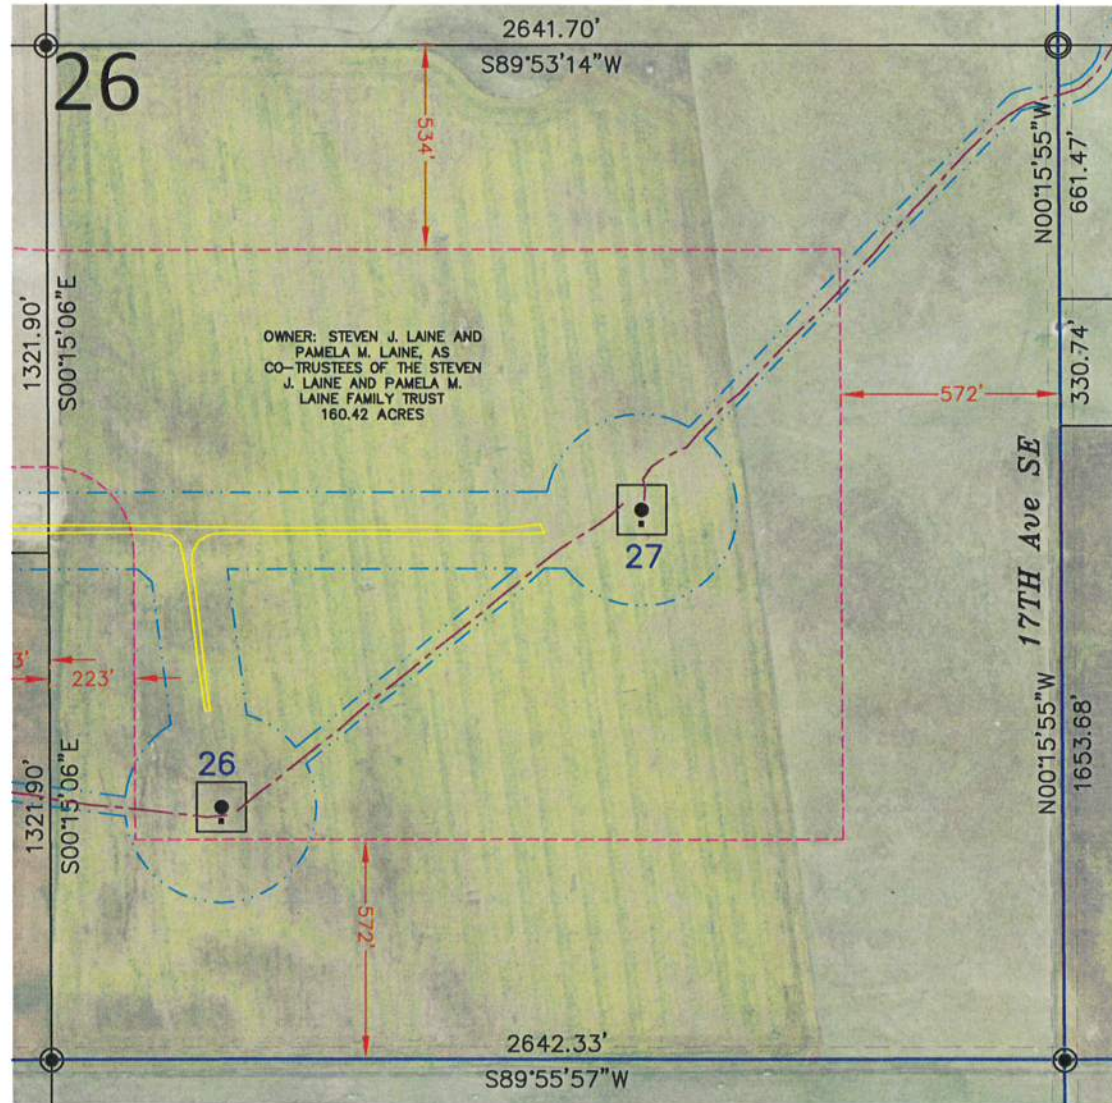 2641.70'
S89°53'14"W
26
534'
N00°15'55"W
661.47'
1321.90'
S00°15'06"E
OWNER: STEVEN J. LAINE AND
PAMELA M. LAINE, AS
CO-TRUSTEES OF THE STEVEN
J. LAINE AND PAMELA M.
LAINE FAMILY TRUST
160.42 ACRES
572'
330.74'
27
17TH Ave SE
3'
223'
N00°15'55"W
1653.68'
26
1321.90'
S00°15'06"E
572'
2642.33'
S89°55'57"W